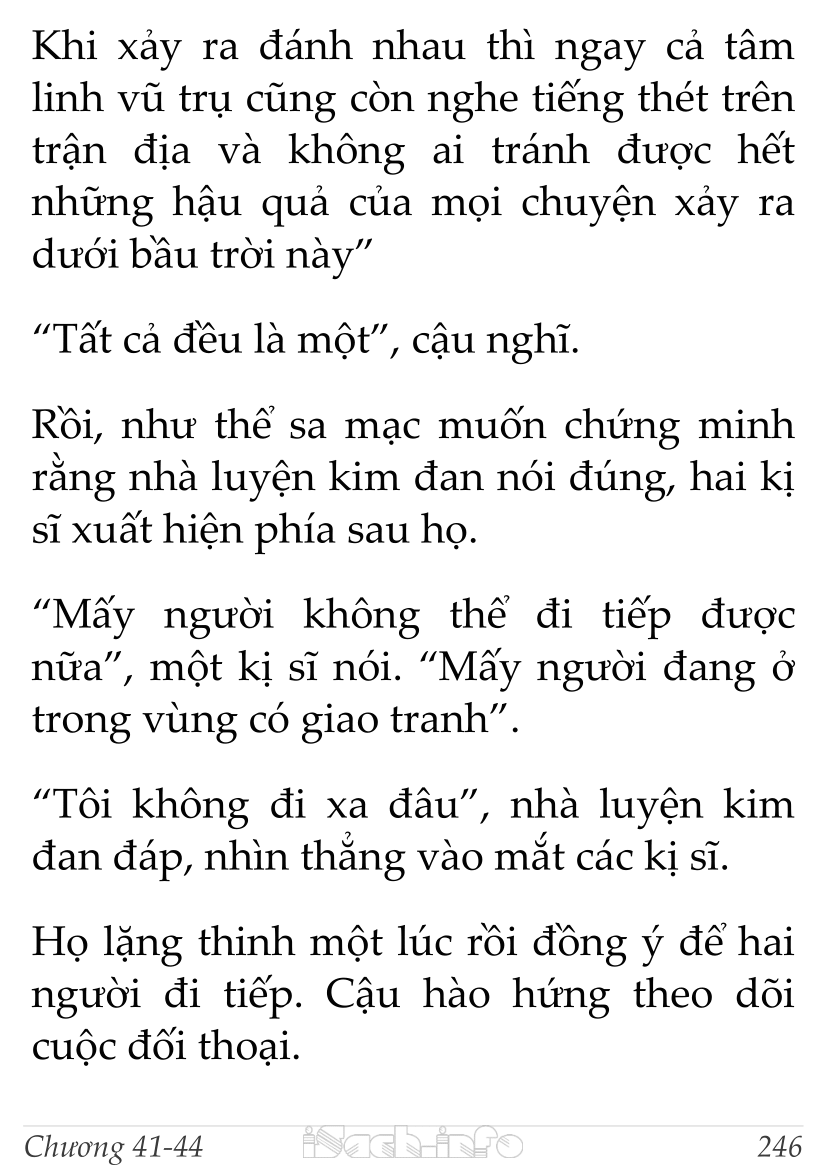 Khi xảy ra đánh nhau thì ngay cả tâm
linh vũ trụ cũng còn nghe tiếng thét trên
trận địa và không ai tránh được hết
những hậu quả của mọi chuyện xảy ra
dưới bầu trời này”
“Tất cả đều là một”, cậu nghĩ.
Rồi, như thể sa mạc muốn chứng minh
rằng nhà luyện kim đan nói đúng, hai kị
sĩ xuất hiện phía sau họ.
“Mấy người không thể đi tiếp được
nữa”, một kị sĩ nói. “Mấy người đang ở
trong vùng có giao tranh”.
“Tôi không đi xa đâu”, nhà luyện kim
đan đáp, nhìn thẳng vào mắt các kị sĩ.
Họ lặng thinh một lúc rồi đồng ý để hai
người đi tiếp. Cậu hào hứng theo dõi
cuộc đối thoại.
Chương 41-44 iSach.info 246